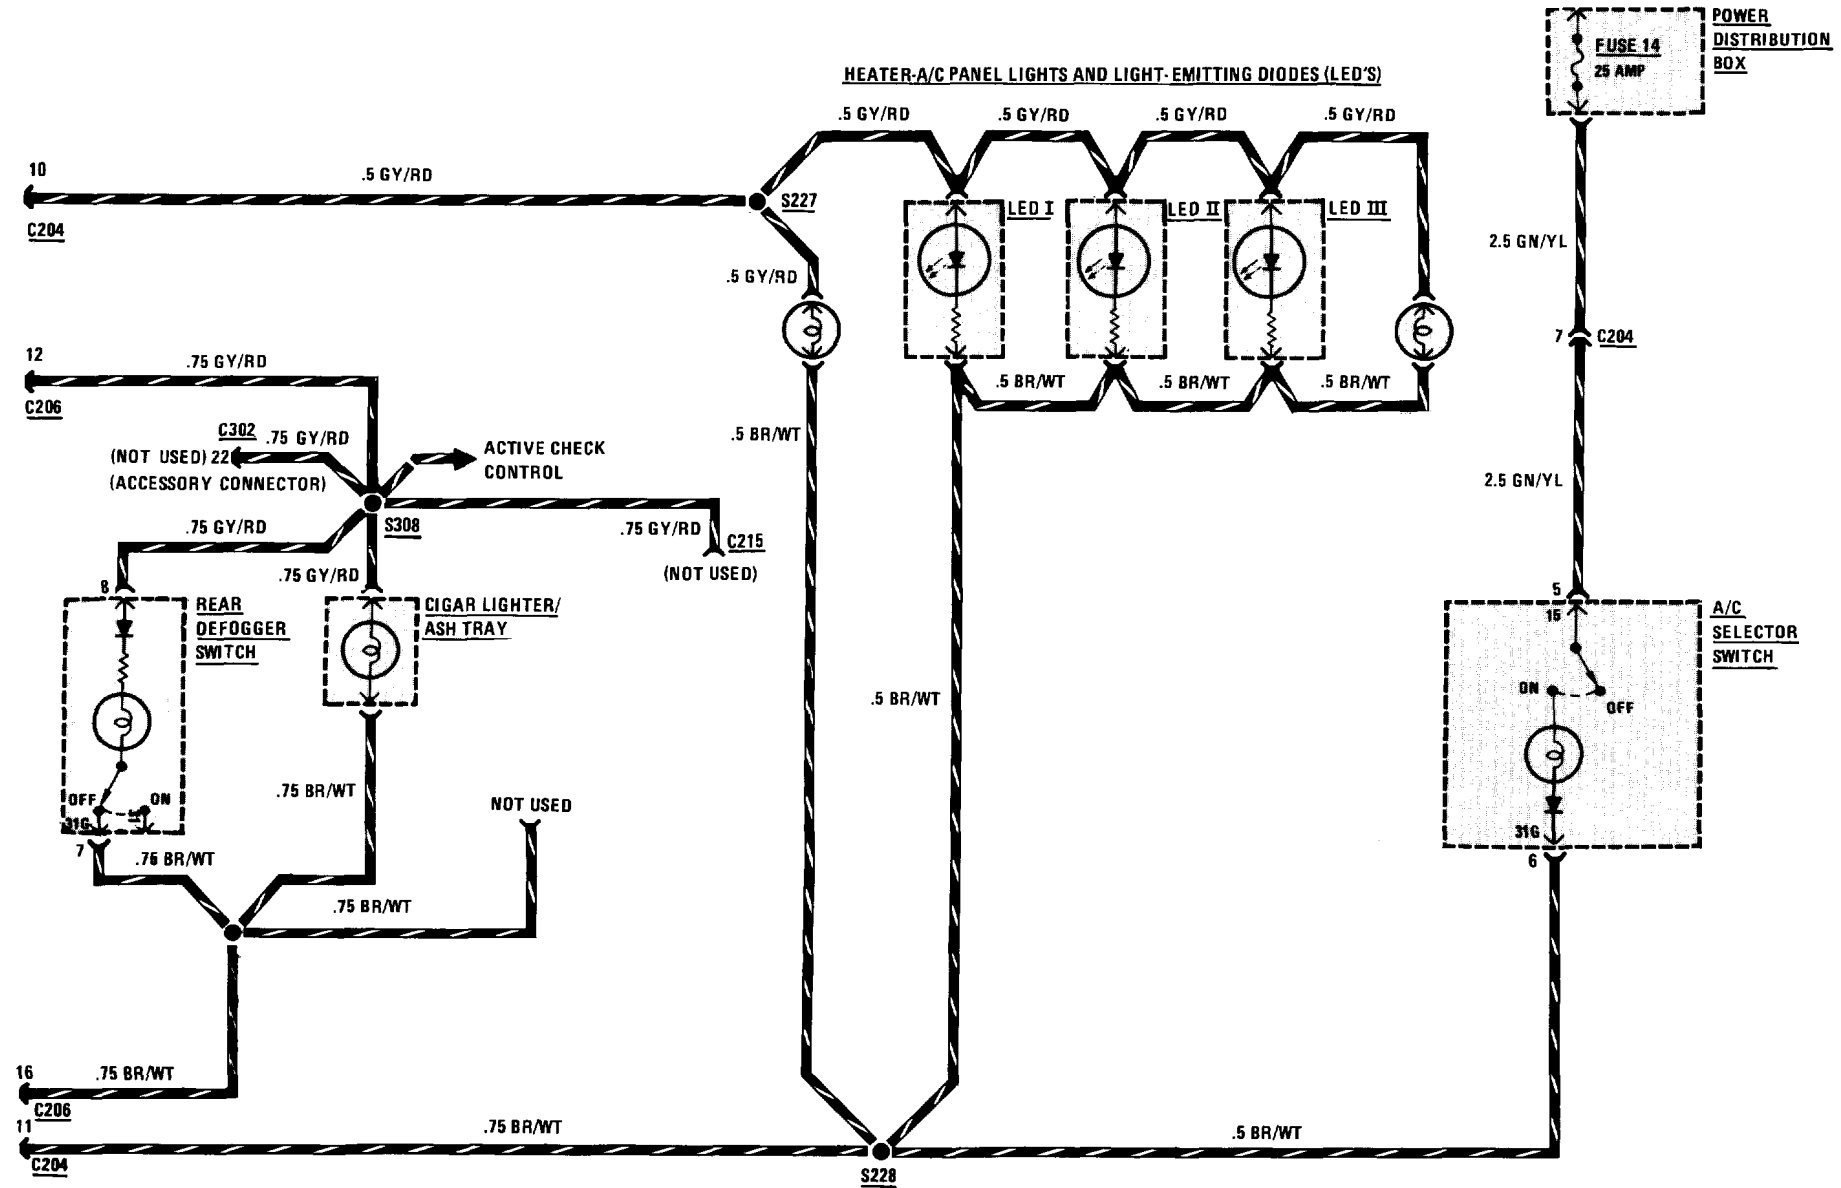 POWER
DISTRIBUTION
BOX
FUSE 14
25 AMP
HEATER-A/C PANEL LIGHTS AND LIGHT-EMITTING DIODES (LED'S)
.5 GY/RD
.5 GY/RD
.5 GY/RD
.5 GY/RD
10
.5 GY/RD
C204
S227
LED I
LED II
LED III
2.5 GN/YL
.5 GY/RD
7
C204
12
.75 GY/RD
C206
.5 BR/WT
.5 BR/WT
.5 BR/WT
C302
.75 GY/RD
(NOT USED) 22
(ACCESSORY CONNECTOR)
ACTIVE CHECK
CONTROL
.5 BR/WT
2.5 GN/YL
.75 GY/RD
S308
.75 GY/RD
C215
(NOT USED)
.75 GY/RD
8
REAR
DEFOGGER
SWITCH
CIGAR LIGHTER/
ASH TRAY
5
15
A/C
SELECTOR
SWITCH
ON
OFF
.5 BR/WT
OFF
ON
31G
15
7
.75 BR/WT
.75 BR/WT
NOT USED
31G
6
.75 BR/WT
16
.75 BR/WT
C206
11
.75 BR/WT
C204
S228
.5 BR/WT